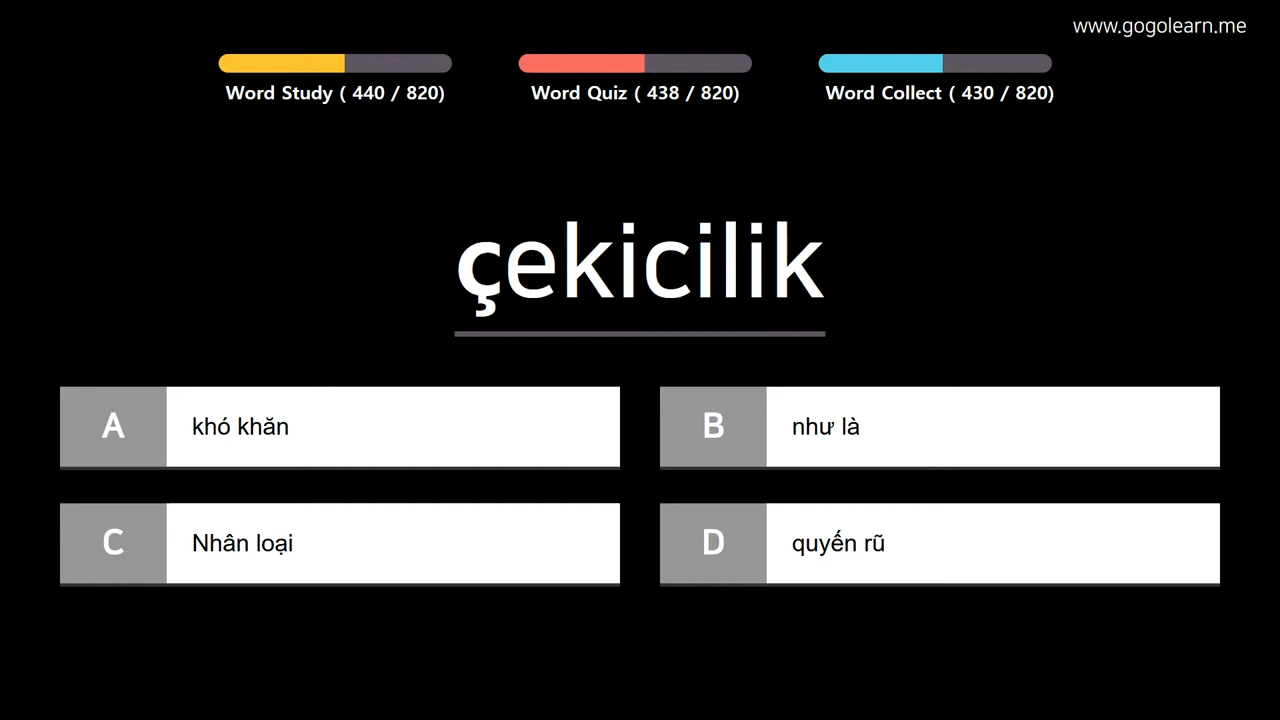 www.gogolearn.me
Word Study ( 440 / 820)
Word Quiz ( 438 / 820)
Word Collect ( 430 / 820)
çekicilik
A khó khăn
B như là
C Nhân loại
D quyến rũ